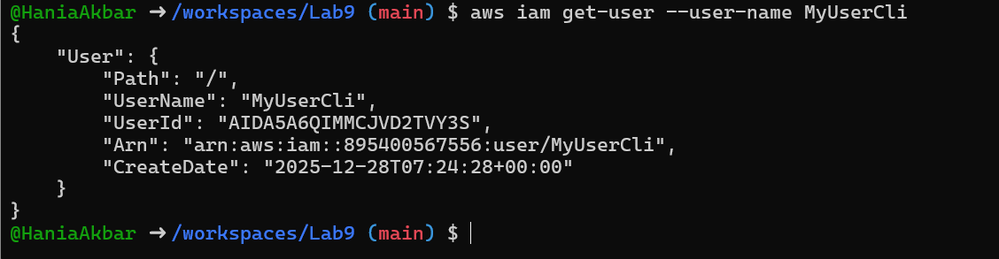 @HaniaAkbar ➜ /workspaces/Lab9 (main) $ aws iam get-user --user-name MyUserCli
{
    "User": {
        "Path": "/",
        "UserName": "MyUserCli",
        "UserId": "AIDA5A6QIMMCJVD2TVY3S",
        "Arn": "arn:aws:iam::895400567556:user/MyUserCli",
        "CreateDate": "2025-12-28T07:24:28+00:00"
    }
}
@HaniaAkbar ➜ /workspaces/Lab9 (main) $